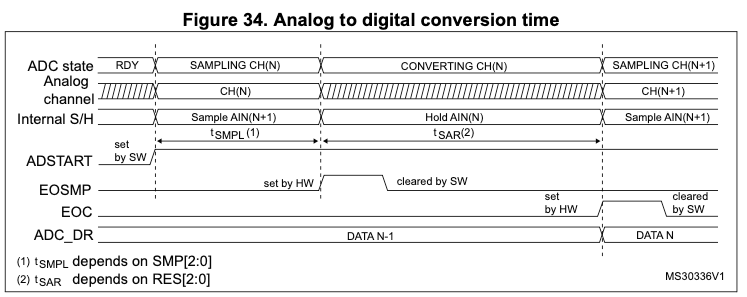 Figure 34. Analog to digital conversion time
ADC state RDY SAMPLING CH(N) CONVERTING CH(N) SAMPLING CH(N+1)
Analog channel CH(N) CH(N+1)
Internal S/H Sample AIN(N+1) Hold AIN(N) Sample AIN(N+1)
tSMPL(1) tSAR(2)
ADSTART set by SW
EOSMP set by HW cleared by SW
EOC set by HW cleared by SW
ADC_DR DATA N-1 DATA N
(1) tSMPL depends on SMP[2:0]
(2) tSAR depends on RES[2:0]
MS30336V1